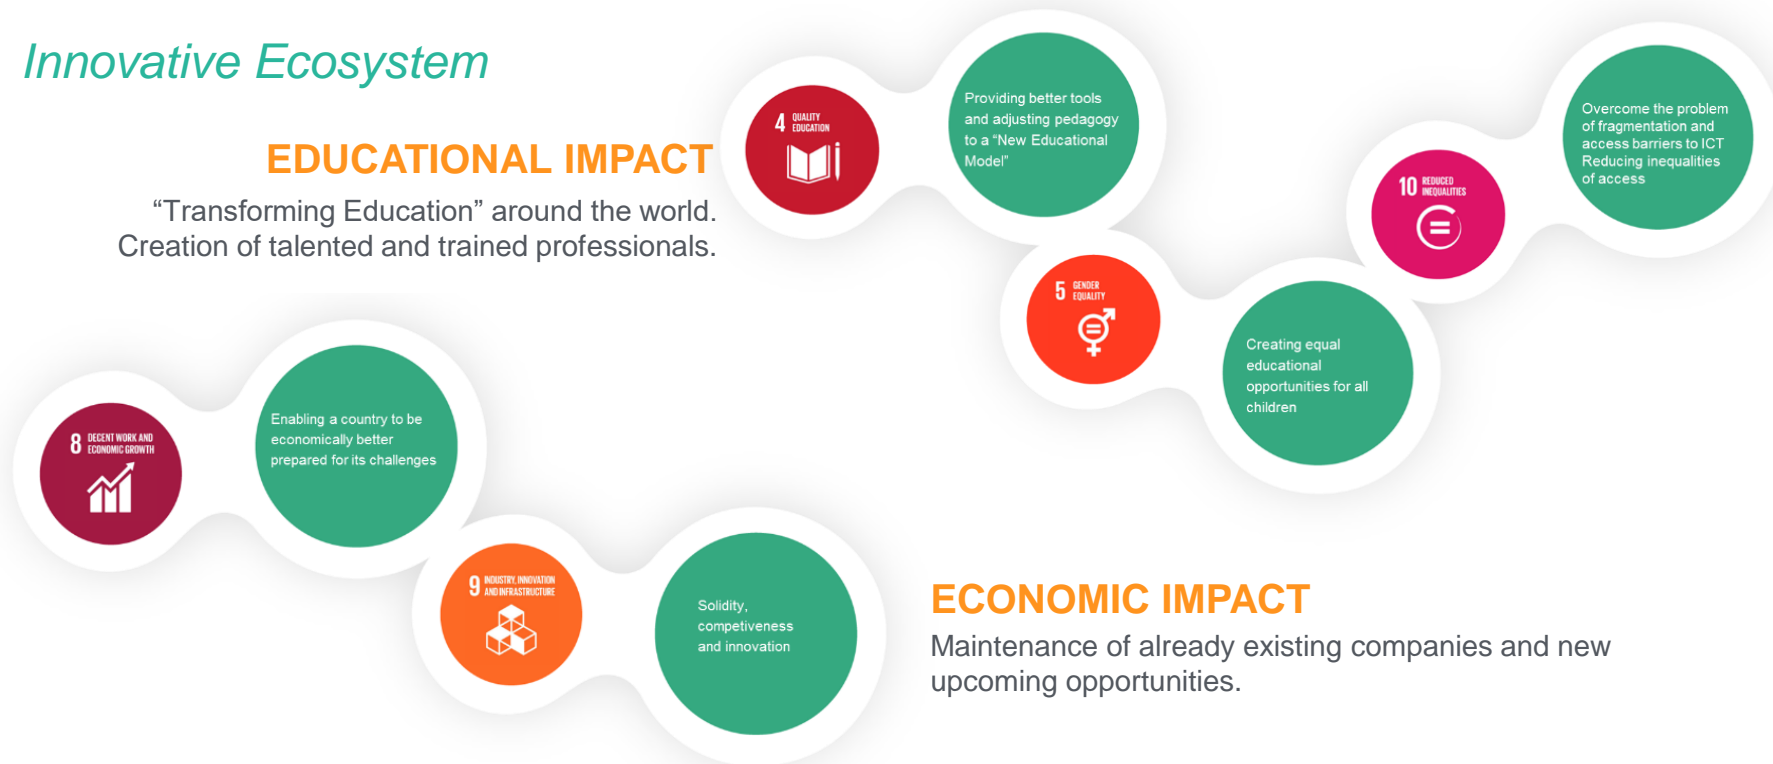 Innovative Ecosystem
EDUCATIONAL IMPACT
“Transforming Education” around the world.
Creation of talented and trained professionals.
4 QUALITY
EDUCATION
Providing better tools
and adjusting pedagogy
to a “New Educational
Model”
5 GENDER
EQUALITY
Creating equal
educational
opportunities for all
children
10 REDUCED
INEQUALITIES
Overcome the problem
of fragmentation and
access barriers to ICT
Reducing inequalities
of access
8 DECENT WORK AND
ECONOMIC GROWTH
Enabling a country to be
economically better
prepared for its challenges
9 INDUSTRY, INNOVATION
AND INFRASTRUCTURE
Solidity,
competiveness
and innovation
ECONOMIC IMPACT
Maintenance of already existing companies and new
upcoming opportunities.